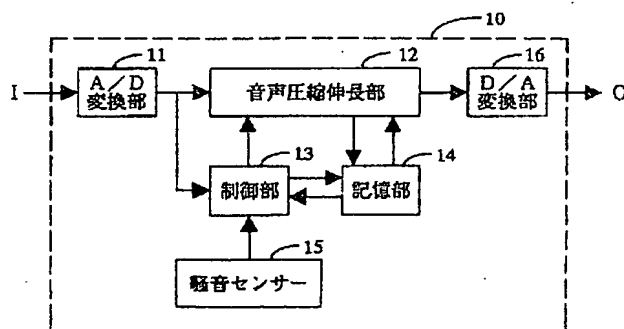 10
11
12
16
I
A/D
変換部
音声圧縮伸長部
D/A
変換部
O
13
14
制御部
記憶部
15
騒音センサー